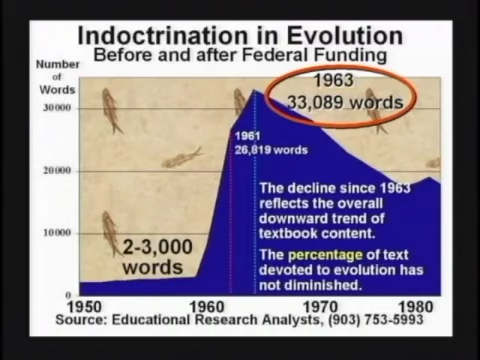 Indoctrination in Evolution
Before and after Federal Funding
Number
of
Words
30000
20000
10000
0
1963
33,089 words
1961
26,819 words
The decline since 1963
reflects the overall
downward trend of
textbook content.
The percentage of text
devoted to evolution has
not diminished.
2-3,000
words
1950
1960
1970
1980
Source: Educational Research Analysts, (903) 753-5993